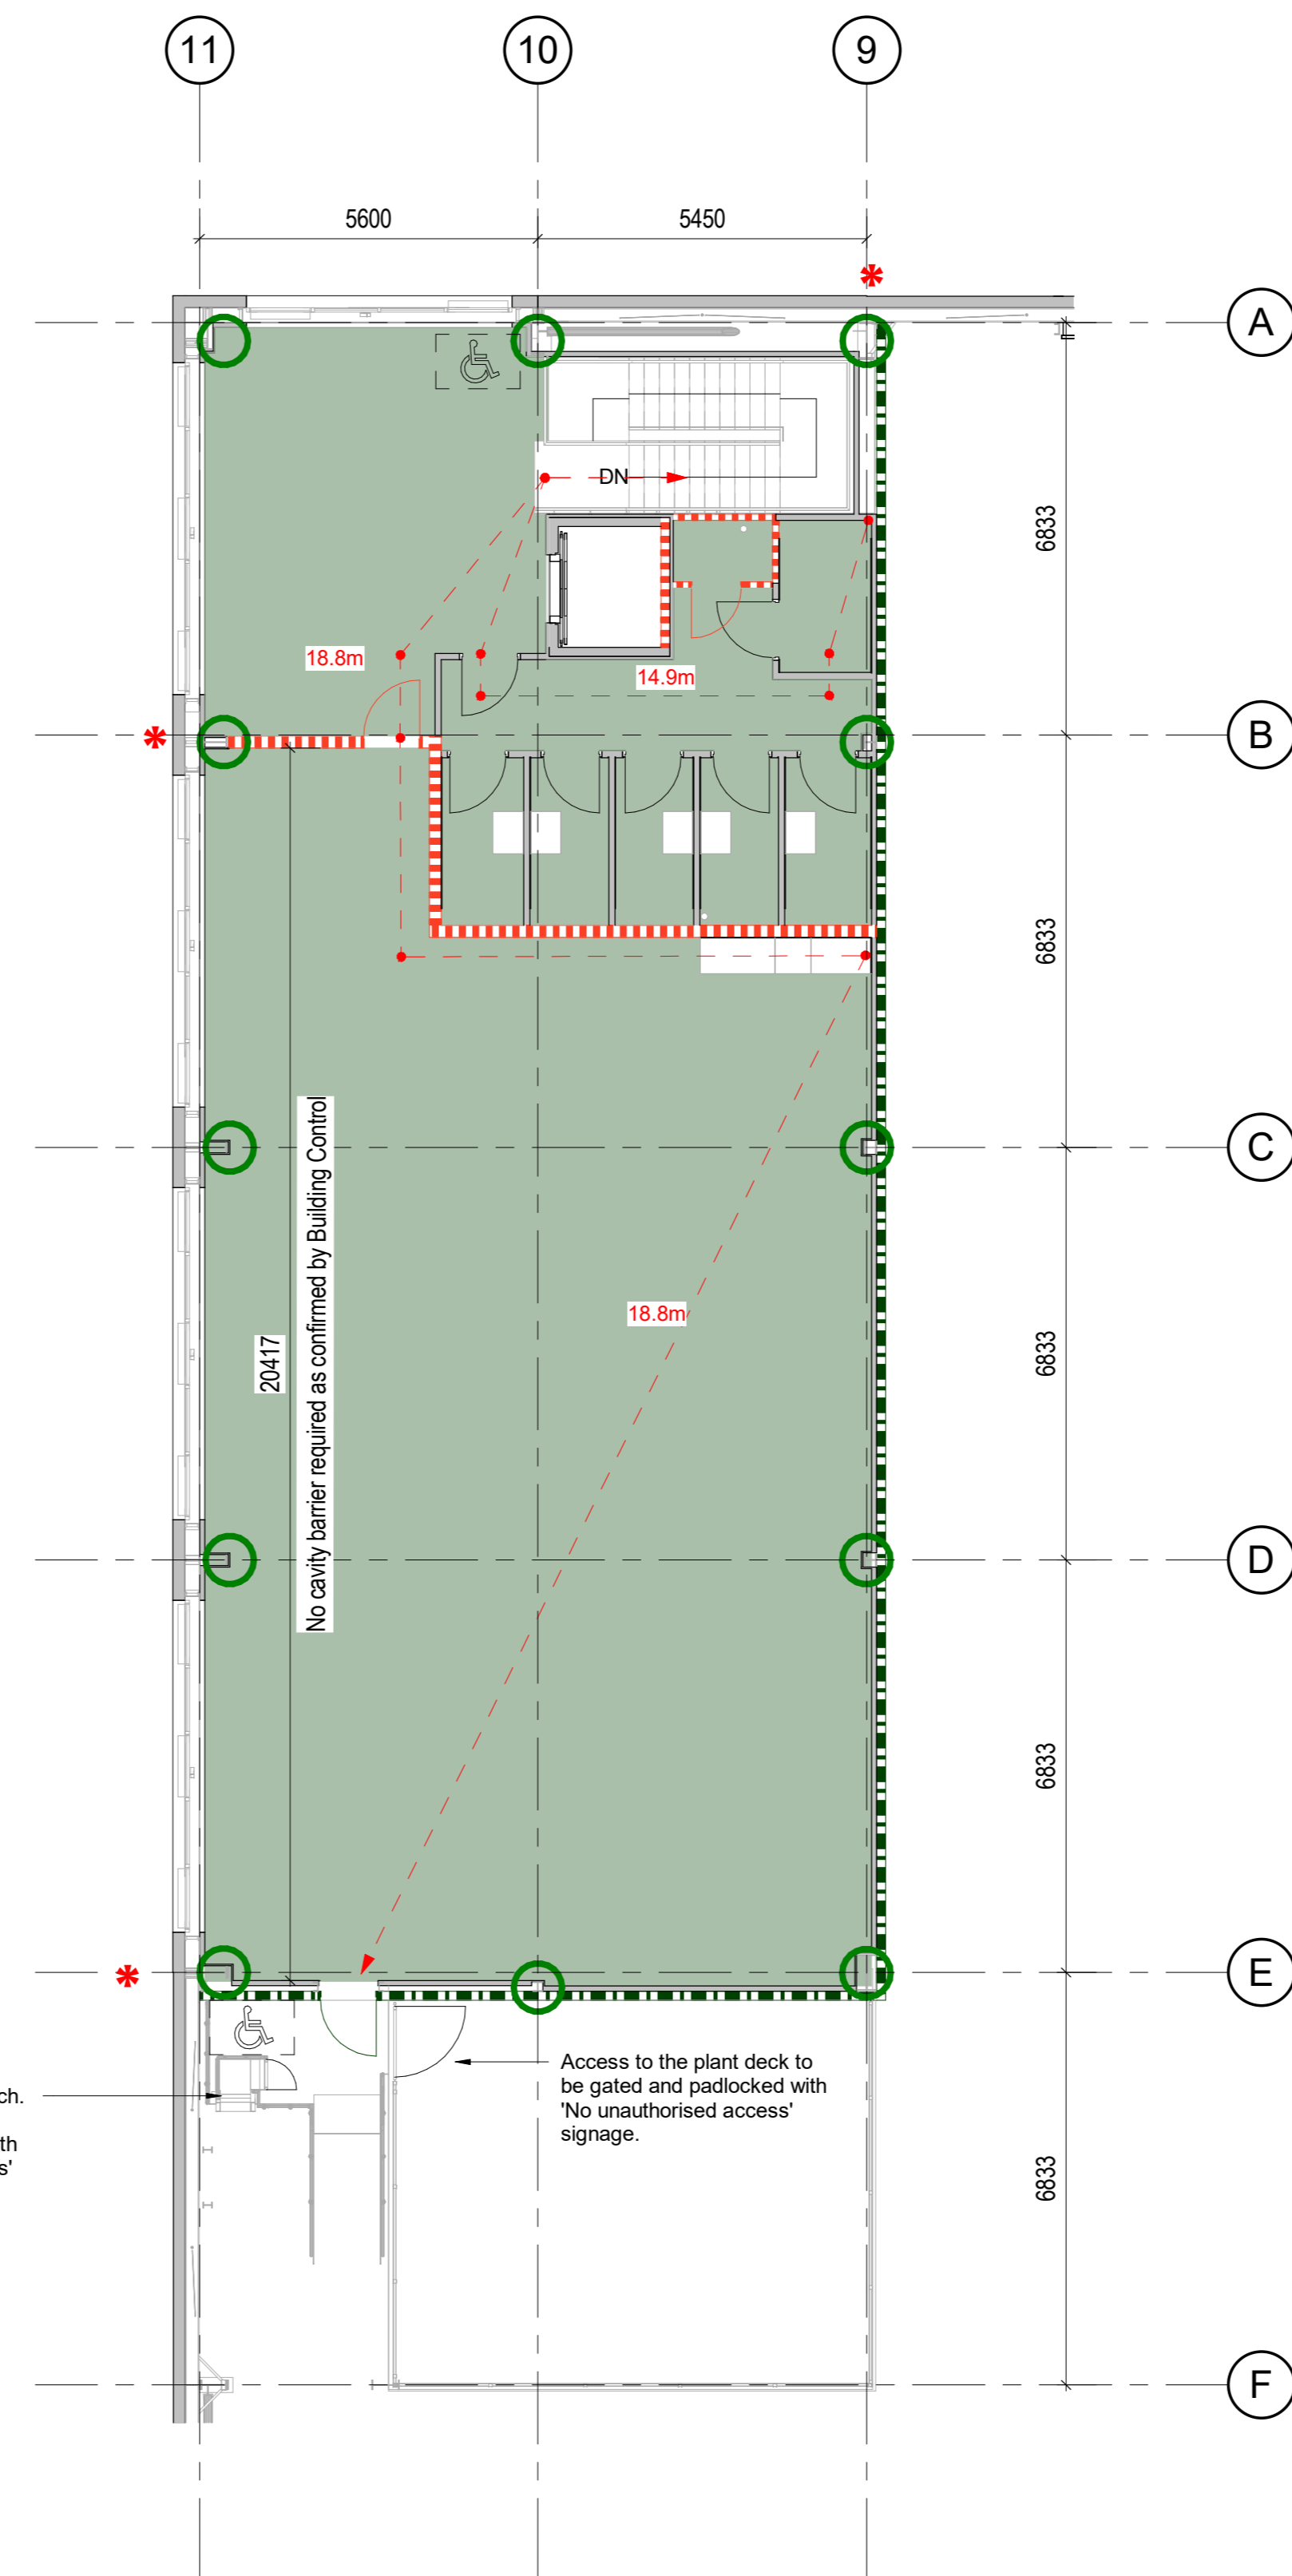 11
10
9
5600
5450
*
A
DN
6833
18.8m
14.9m
*
B
6833
C
No cavity barrier required as confirmed by Building Control
20417
18.8m
6833
D
6833
*
E
Access to the plant deck to
be gated and padlocked with
'No unauthorised access'
signage.
6833
F